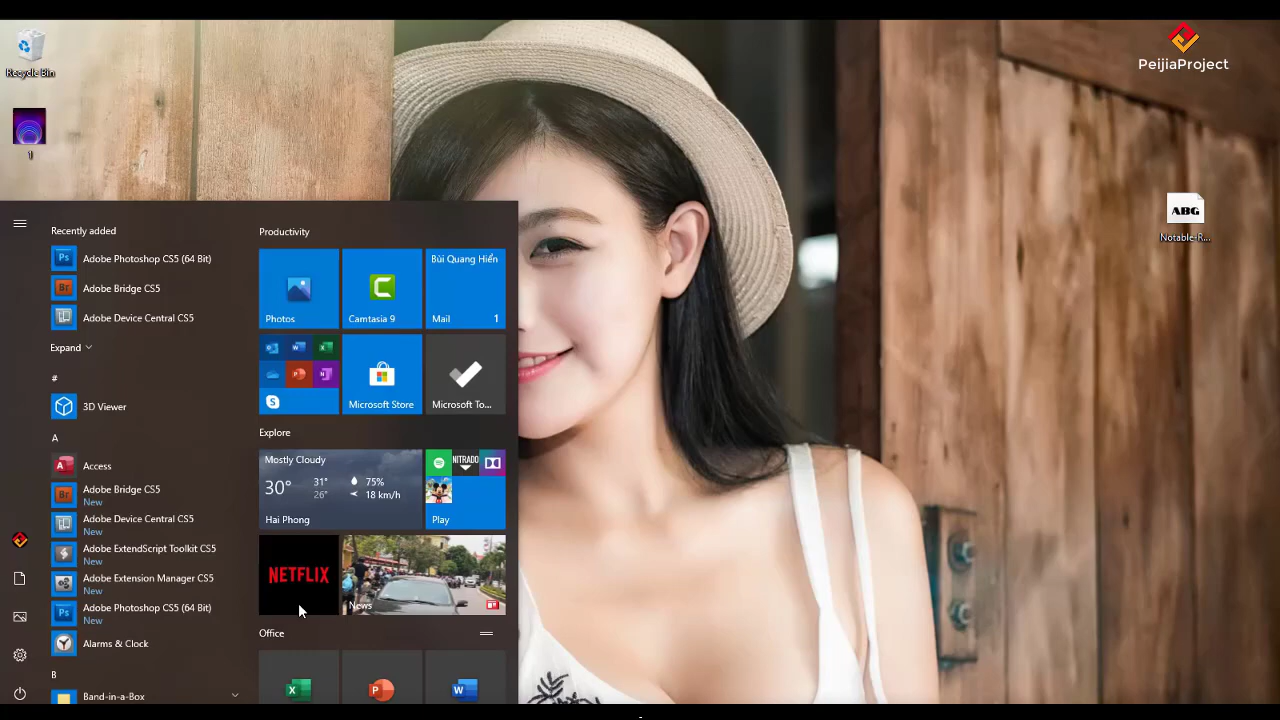 Recycle Bin
1
PeijiaProject
ABG
Notable-R...
Recently added
Adobe Photoshop CS5 (64 Bit)
Adobe Bridge CS5
Adobe Device Central CS5
Expand
#
3D Viewer
A
Access
Adobe Bridge CS5
New
Adobe Device Central CS5
New
Adobe ExtendScript Toolkit CS5
New
Adobe Extension Manager CS5
New
Adobe Photoshop CS5 (64 Bit)
New
Alarms & Clock
B
Band-in-a-Box
Productivity
Photos
Camtasia 9
Bùi Quang Hiển
Mail 1
Microsoft Store
Microsoft To...
Explore
Mostly Cloudy
30° 31° 75%
26° 18 km/h
Hai Phong
NITRADO
Play
NETFLIX
News
Office